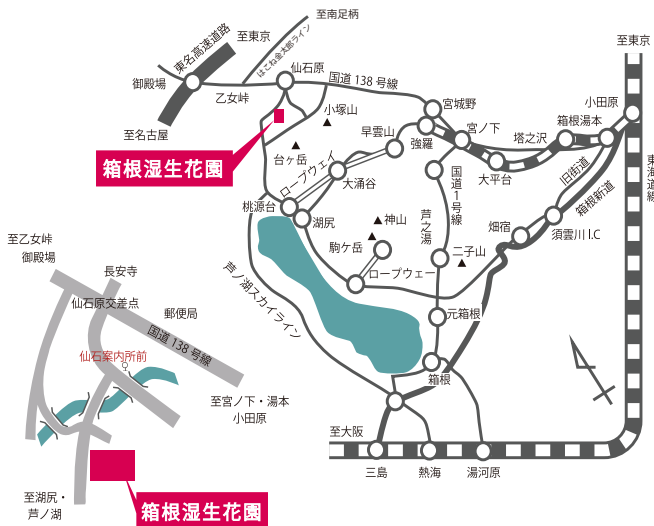 至南足柄
はこね金太郎ライン
東名高速道路
至東京
至東京
御殿場
仙石原
国道138号線
乙女峠
小田原
宮城野
小塚山
箱根湯本
至名古屋
早雲山
宮ノ下
塔之沢
強羅
箱根湿生花園
台ヶ岳
ロープウェイ
大平台
旧街道
東海道線
大涌谷
国道1号線
箱根新道
桃源台
湖尻
神山
芦之湯
畑宿
須雲川I.C
至乙女峠
御殿場
駒ケ岳
二子山
長安寺
ロープウェー
芦ノ湖スカイライン
仙石原交差点
郵便局
元箱根
国道138号線
仙石案内所前
箱根
至宮ノ下・湯本
小田原
至大阪
三島
熱海
湯河原
至湖尻・
芦ノ湖
箱根湿生花園